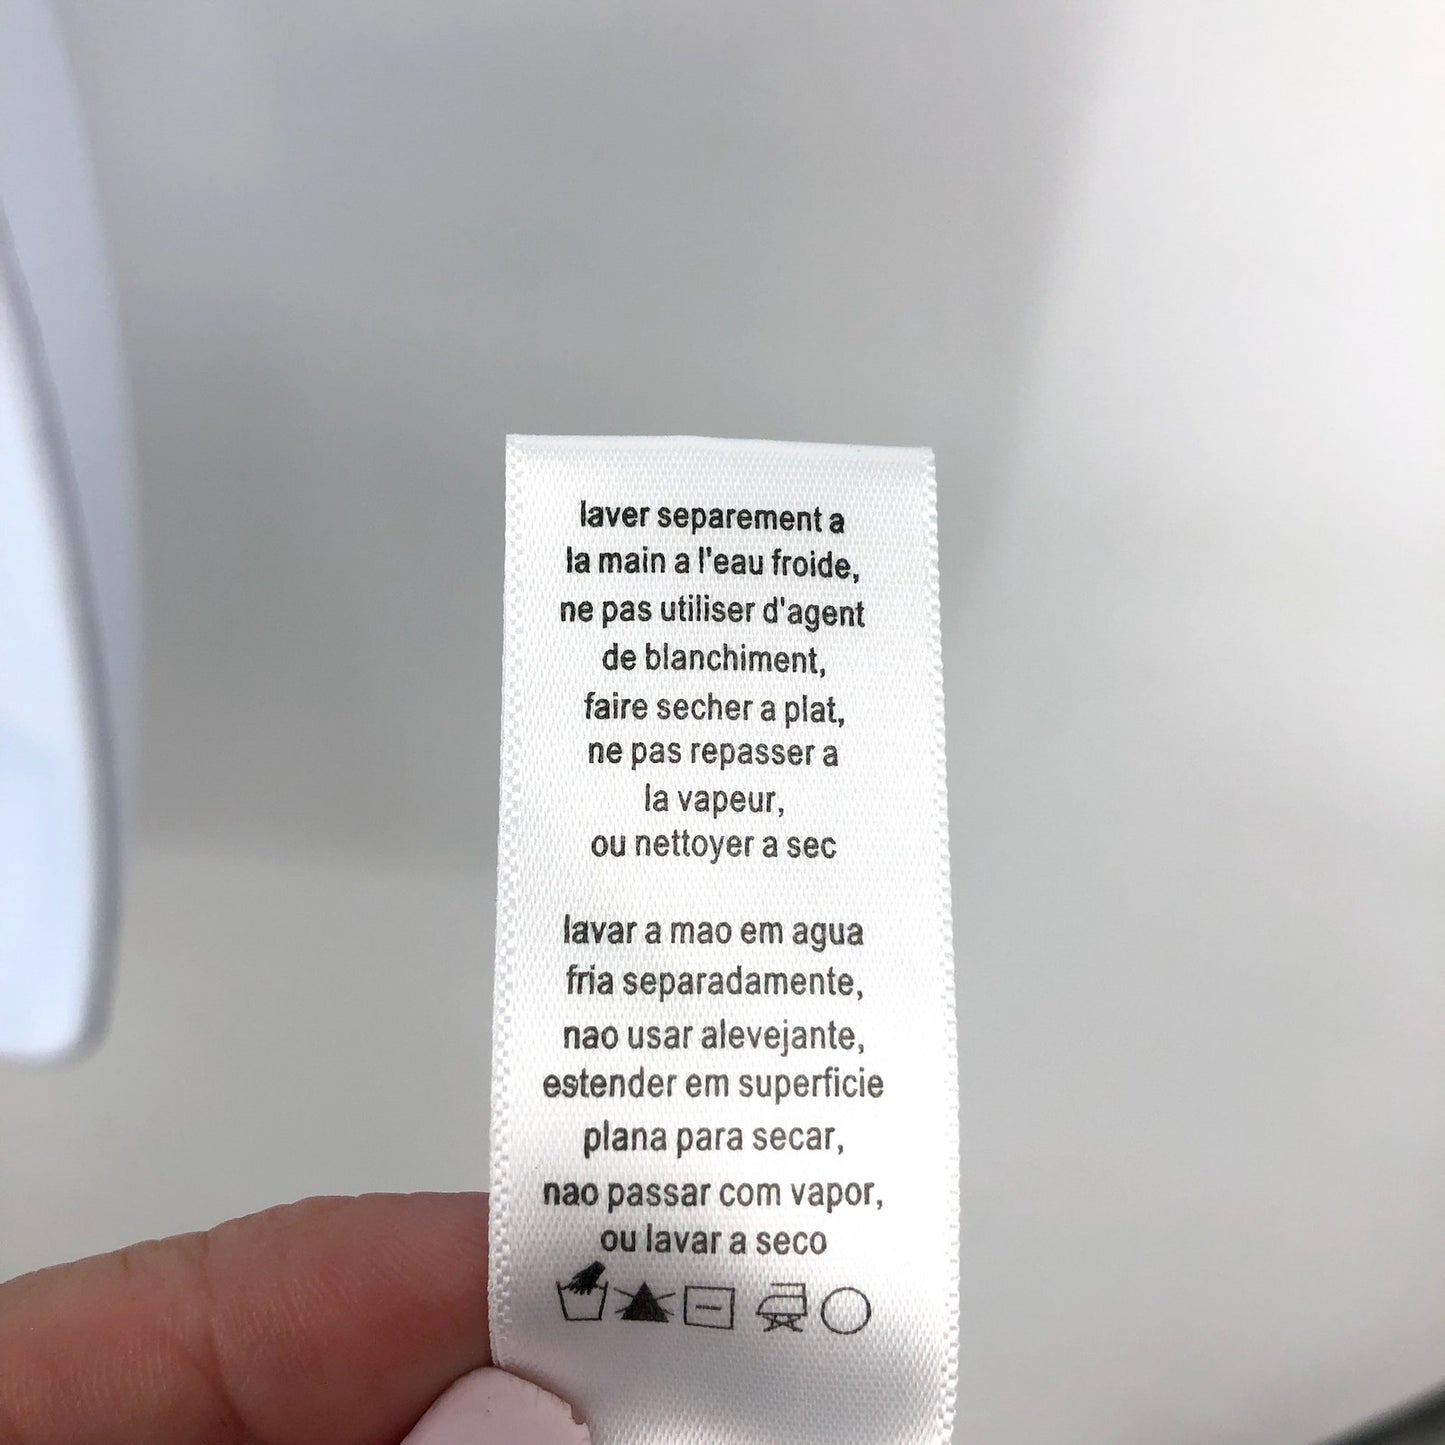 laver separement a
la main a l'eau froide,
ne pas utiliser d'agent
de blanchiment,
faire secher a plat,
ne pas repasser a
la vapeur,
ou nettoyer a sec
lavar a mao em agua
fria separadamente,
nao usar alevejante,
estender em superficie
plana para secar,
nao passar com vapor,
ou lavar a seco